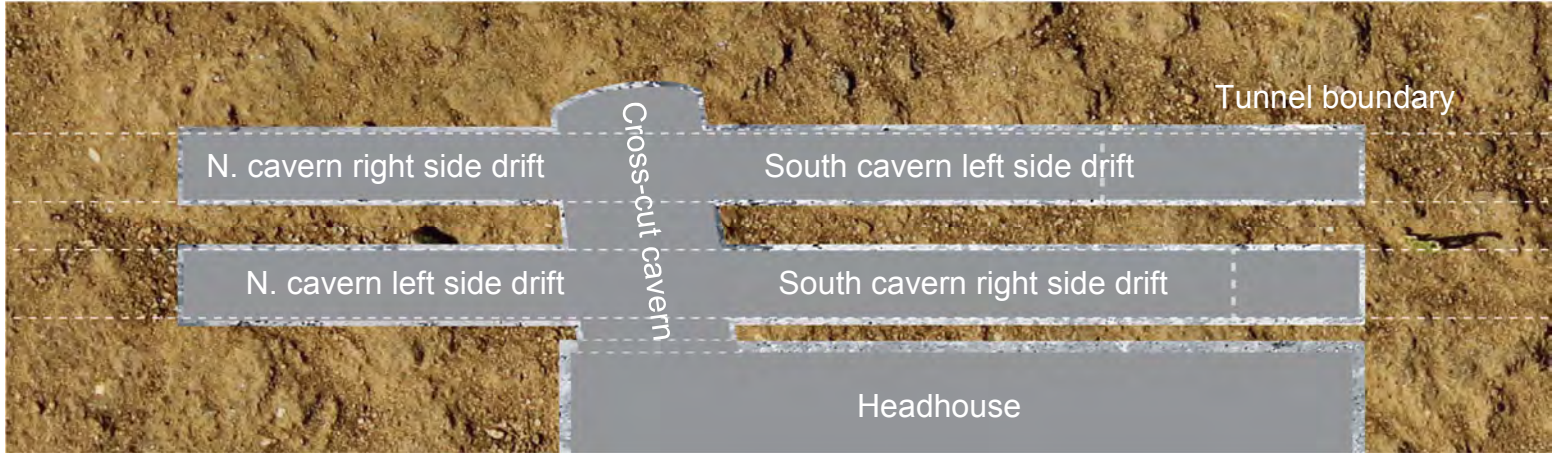 Tunnel boundary
N. cavern right side drift
Cross-cut cavern
South cavern left side drift
N. cavern left side drift
South cavern right side drift
Headhouse